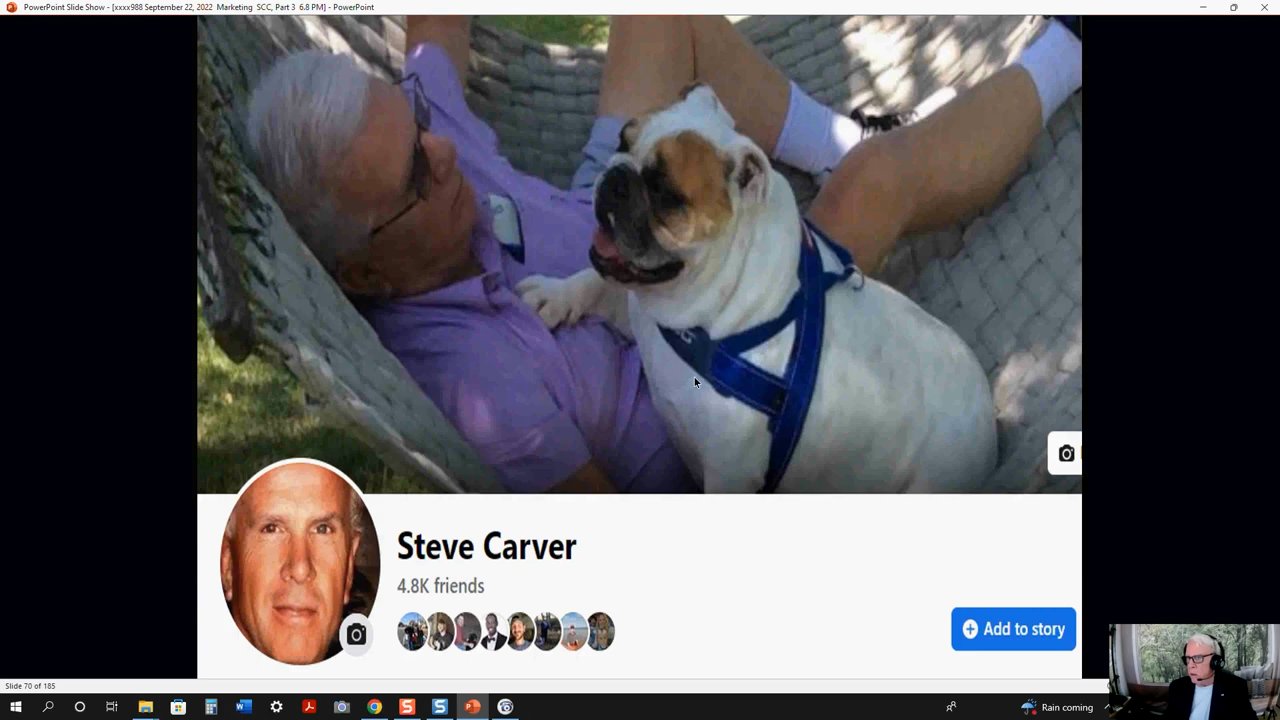 PowerPoint Slide Show - [xxxx988 September 22, 2022 Marketing SCC, Part 3 6.8 PM] - PowerPoint
Steve Carver
4.8K friends
Add to story
Slide 70 of 185
Rain coming